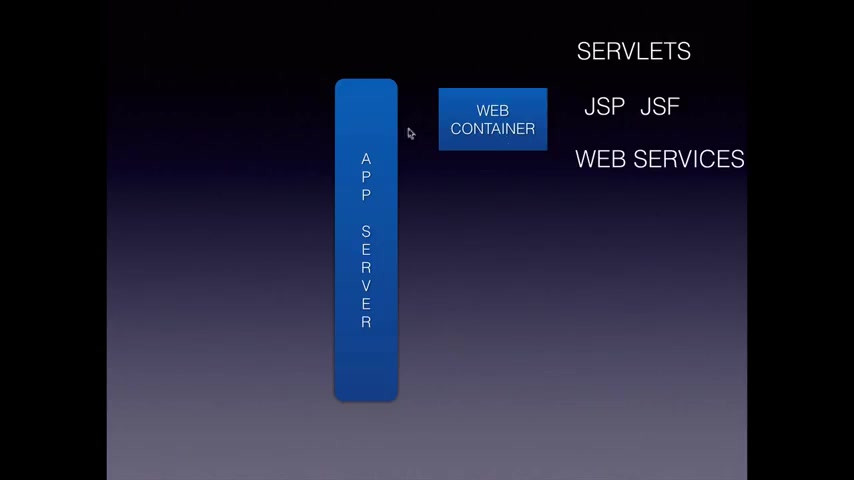 SERVLETS
WEB
CONTAINER
JSP JSF
WEB SERVICES
A
P
P
S
E
R
V
E
R